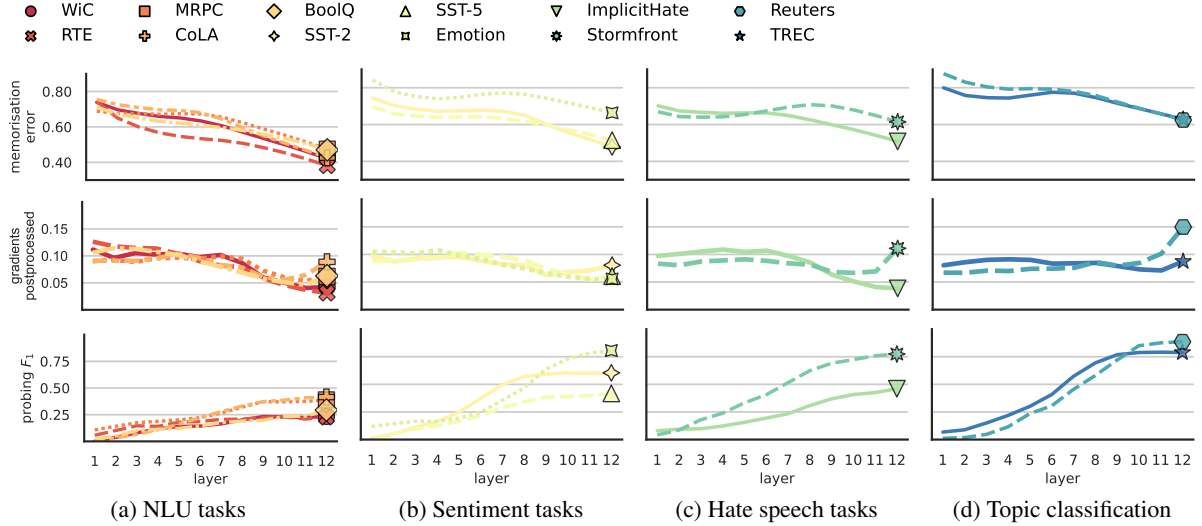 WiC MRPC BoolQ SST-5 ImplicitHate Reuters
RTE CoLA SST-2 Emotion Stormfront TREC
memorisation
error
0.80
0.60
0.40
gradients
postprocessed
0.15
0.10
0.05
probing F1
0.75
0.50
0.25
1 2 3 4 5 6 7 8 9 10 11 12
layer
1 2 3 4 5 6 7 8 9 10 11 12
layer
1 2 3 4 5 6 7 8 9 10 11 12
layer
1 2 3 4 5 6 7 8 9 10 11 12
layer
(a) NLU tasks
(b) Sentiment tasks
(c) Hate speech tasks
(d) Topic classification